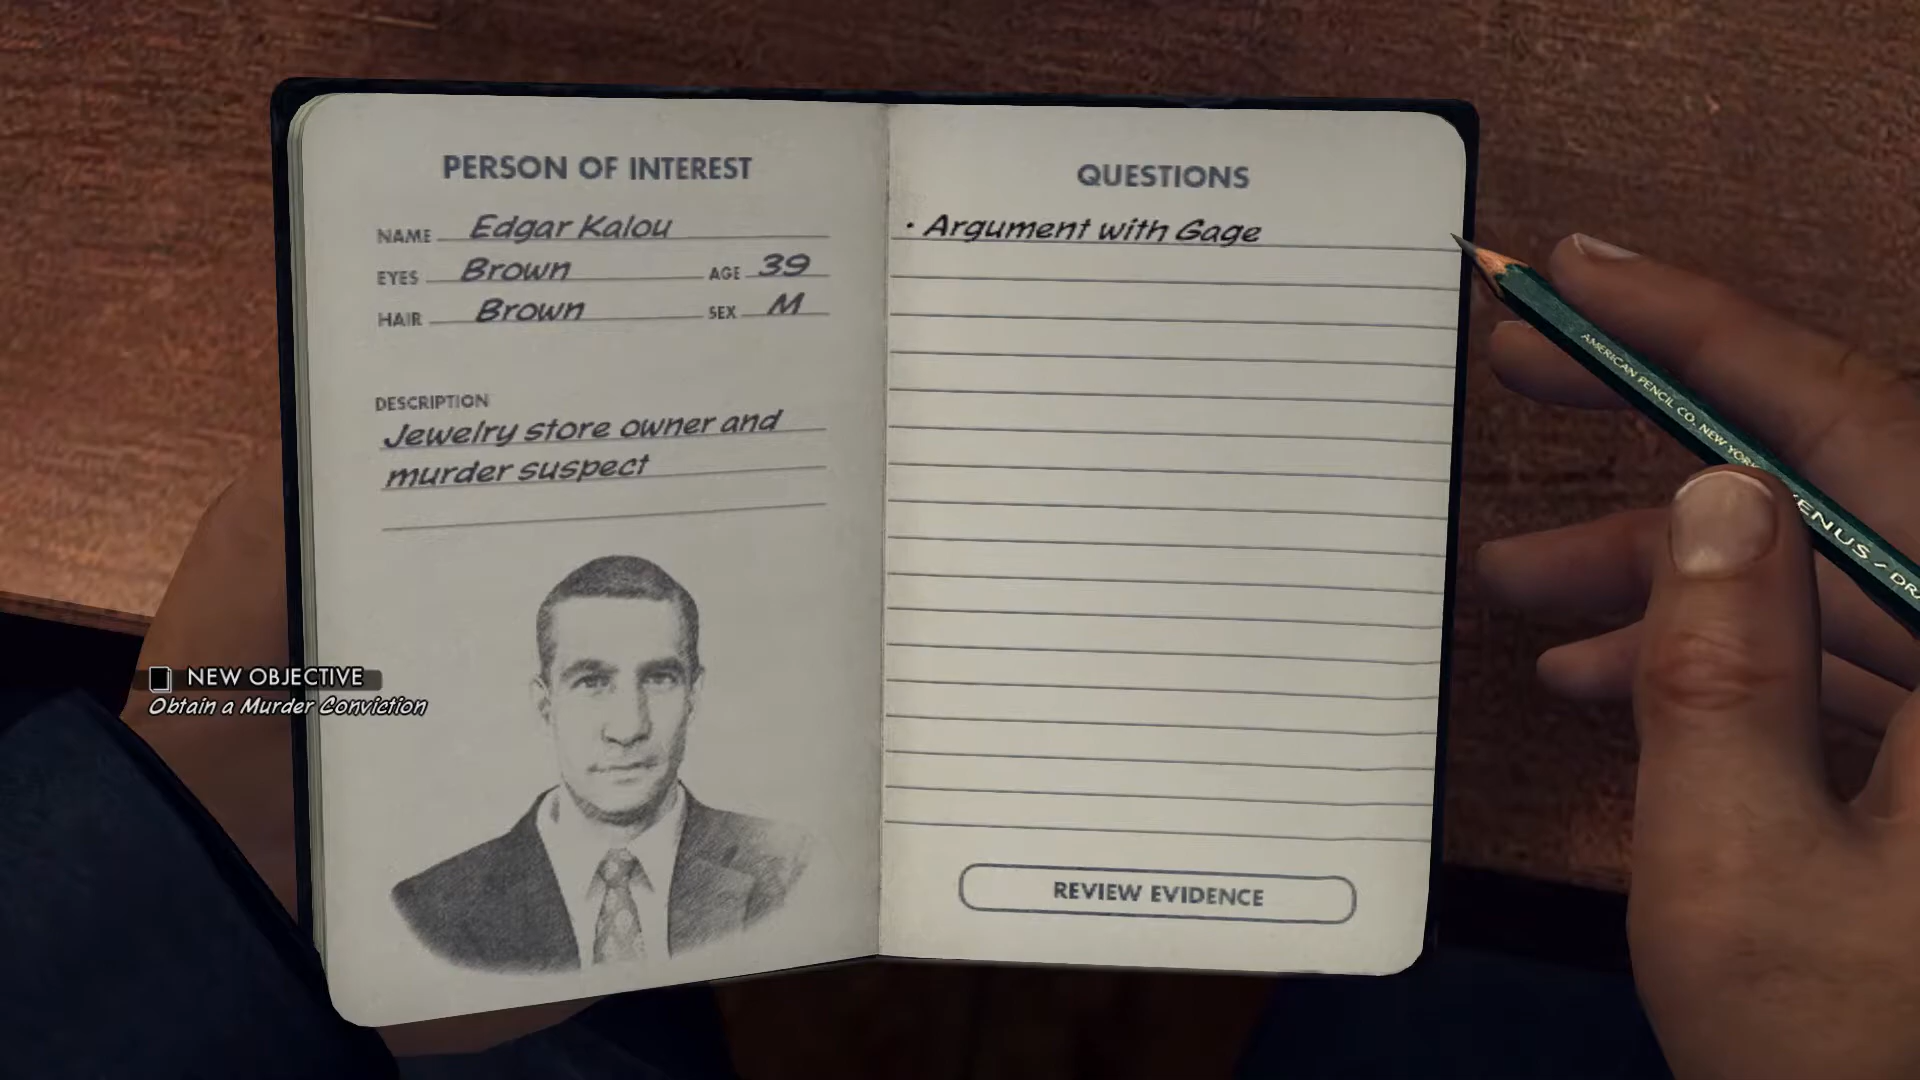 PERSON OF INTEREST
NAME Edgar Kalou
EYES Brown AGE 39
HAIR Brown SEX M
DESCRIPTION
Jewelry store owner and
murder suspect
NEW OBJECTIVE
Obtain a Murder Conviction
QUESTIONS
· Argument with Gage
REVIEW EVIDENCE
AMERICAN PENCIL CO. NEW YORK